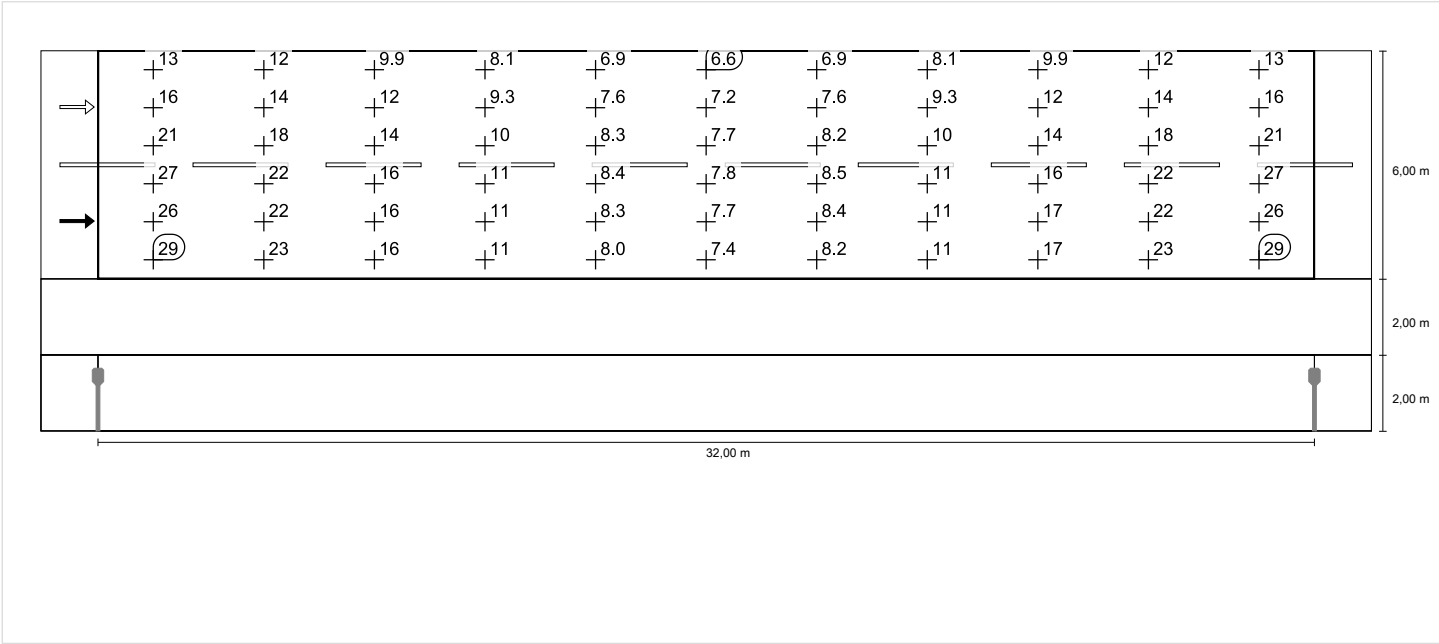 13 12 9.9 8.1 6.9 6.6 6.9 8.1 9.9 12 13
16 14 12 9.3 7.6 7.2 7.6 9.3 12 14 16
21 18 14 10 8.3 7.7 8.2 10 14 18 21
27 22 16 11 8.4 7.8 8.5 11 16 22 27
6,00 m
26 22 16 11 8.3 7.7 8.4 11 17 22 26
29 23 16 11 8.0 7.4 8.2 11 17 23 29
2,00 m
2,00 m
32,00 m